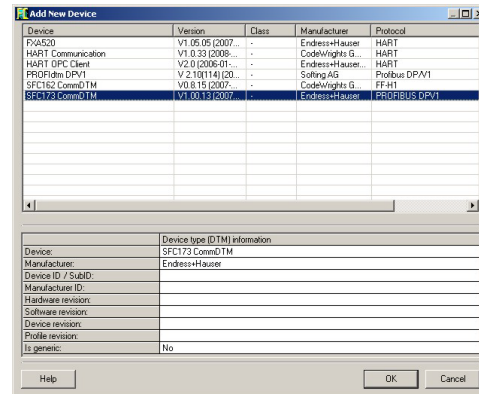 Add New Device
Device Version Class Manufacturer Protocol
FXA520 V1.05.05 (2007... - Endress+Hauser HART
HART Communication V1.0.33 (2008-... - CodeWrights G... HART
HART OPC Client V2.0 (2006-01-... - Endress+Hauser... HART
PROFIdtm DPV1 V 2.10(114) (20... - Softing AG Profibus DP/V1
SFC162 CommDTM V0.8.15 (2007-... - CodeWrights G... FF-H1
SFC173 CommDTM V1.00.13 (2007... - Endress+Hauser PROFIBUS DPV1
Device type (DTM) information
Device: SFC173 CommDTM
Manufacturer: Endress+Hauser
Device ID / SubID:
Manufacturer ID:
Hardware revision:
Software revision:
Device revision:
Profile revision:
Is generic: No
Help OK Cancel